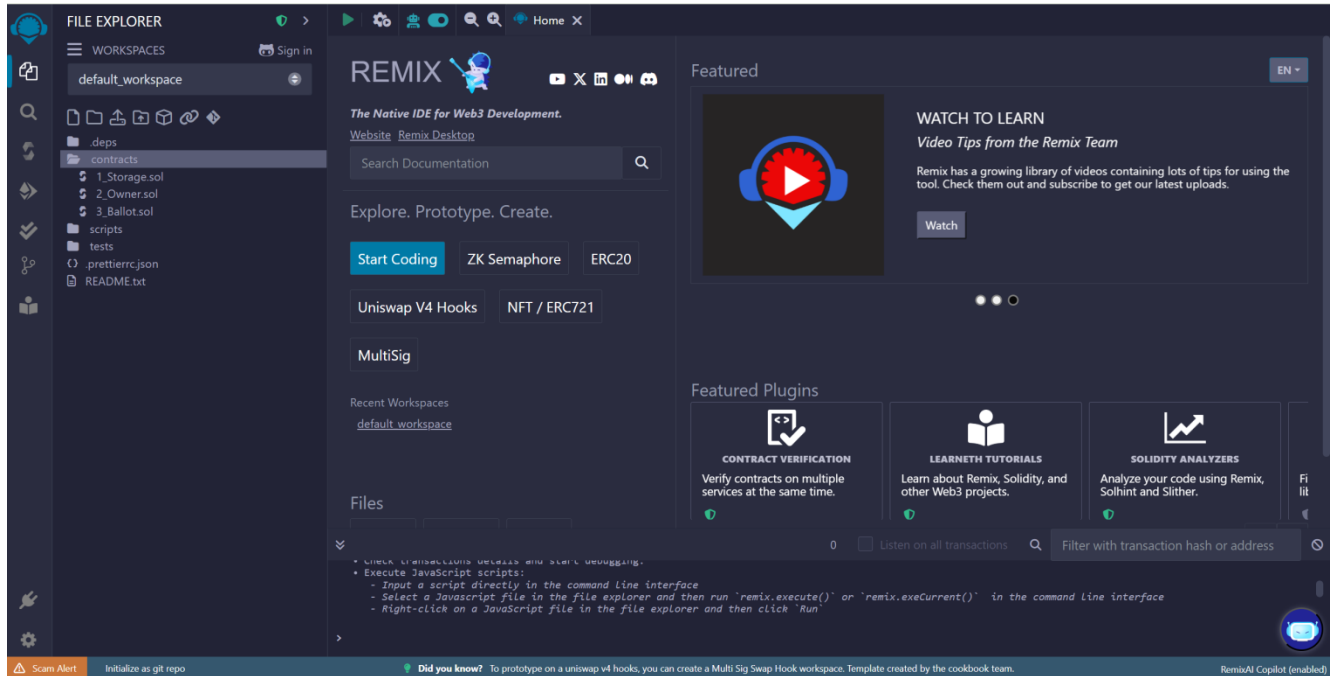 FILE EXPLORER
WORKSPACES
Sign in
default_workspace
.deps
contracts
1_Storage.sol
2_Owner.sol
3_Ballot.sol
scripts
tests
.prettierrc.json
README.txt
Home
REMIX
The Native IDE for Web3 Development.
Website Remix Desktop
Search Documentation
Explore. Prototype. Create.
Start Coding
ZK Semaphore
ERC20
Uniswap V4 Hooks
NFT / ERC721
MultiSig
Recent Workspaces
default_workspace
Files
Featured
EN
WATCH TO LEARN
Video Tips from the Remix Team
Remix has a growing library of videos containing lots of tips for using the
tool. Check them out and subscribe to get our latest uploads.
Watch
Featured Plugins
CONTRACT VERIFICATION
Verify contracts on multiple
services at the same time.
LEARNETH TUTORIALS
Learn about Remix, Solidity, and
other Web3 projects.
SOLIDITY ANALYZERS
Analyze your code using Remix,
Solhint and Slither.
Fi
lit
0
Listen on all transactions
Filter with transaction hash or address
• Check transactions details and start debugging.
• Execute JavaScript scripts:
- Input a script directly in the command line interface
- Select a Javascript file in the file explorer and then run `remix.execute()` or `remix.exeCurrent()` in the command line interface
- Right-click on a JavaScript file in the file explorer and then click `Run`
>
Scam Alert
Initialize as git repo
Did you know? To prototype on a uniswap v4 hooks, you can create a Multi Sig Swap Hook workspace. Template created by the cookbook team.
RemixAI Copilot (enabled)